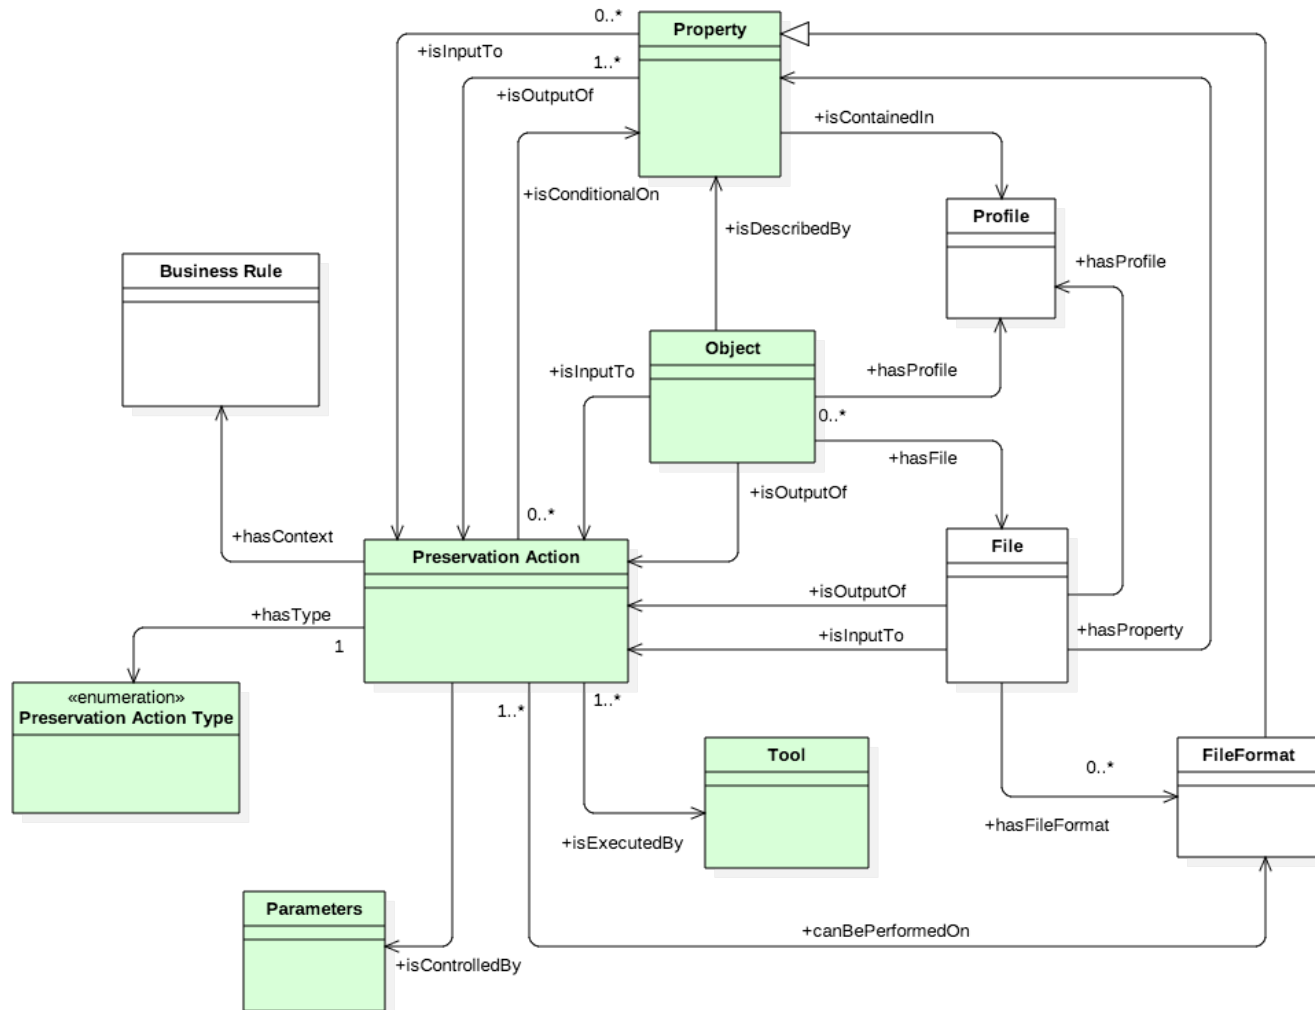 0..*
Property
+isInputTo
1..*
+isOutputOf
+isContainedIn
+isConditionalOn
Profile
+isDescribedBy
+hasProfile
Business Rule
Object
+isInputTo
+hasProfile
0..*
+hasFile
+isOutputOf
0..*
+hasContext
Preservation Action
File
+isOutputOf
+hasType
+isInputTo
+hasProperty
1
«enumeration»
Preservation Action Type
1..*
1..*
Tool
FileFormat
0..*
+hasFileFormat
+isExecutedBy
Parameters
+canBePerformedOn
+isControlledBy